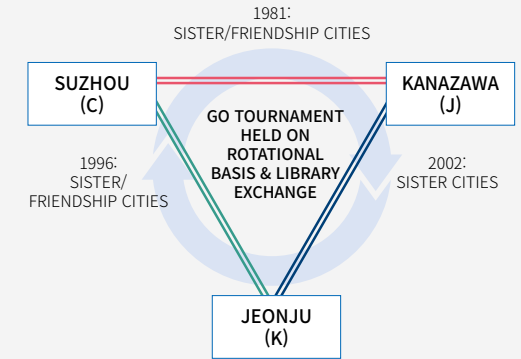 1981:
SISTER/FRIENDSHIP CITIES
SUZHOU
(C)
KANAZAWA
(J)
GO TOURNAMENT
HELD ON
ROTATIONAL
BASIS & LIBRARY
EXCHANGE
1996:
SISTER/
FRIENDSHIP CITIES
2002:
SISTER CITIES
JEONJU
(K)